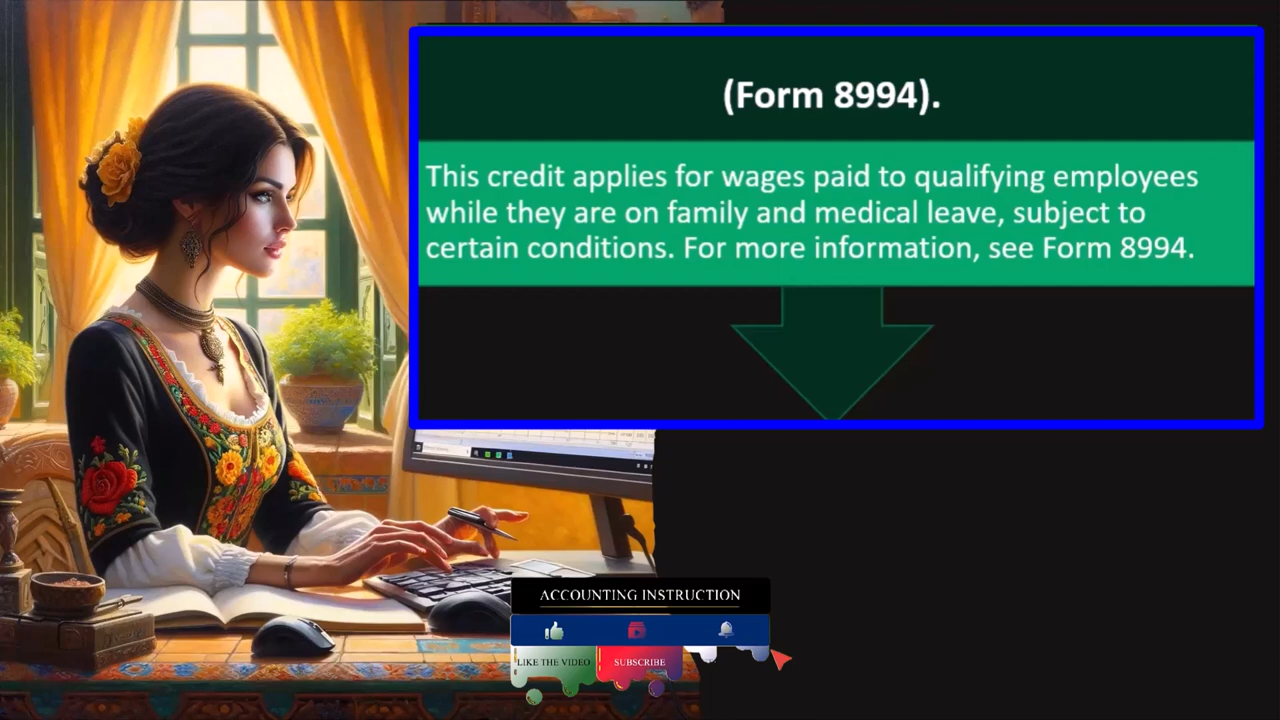 (Form 8994).
This credit applies for wages paid to qualifying employees
while they are on family and medical leave, subject to
certain conditions. For more information, see Form 8994.
ACCOUNTING INSTRUCTION
LIKE THE VIDEO
SUBSCRIBE